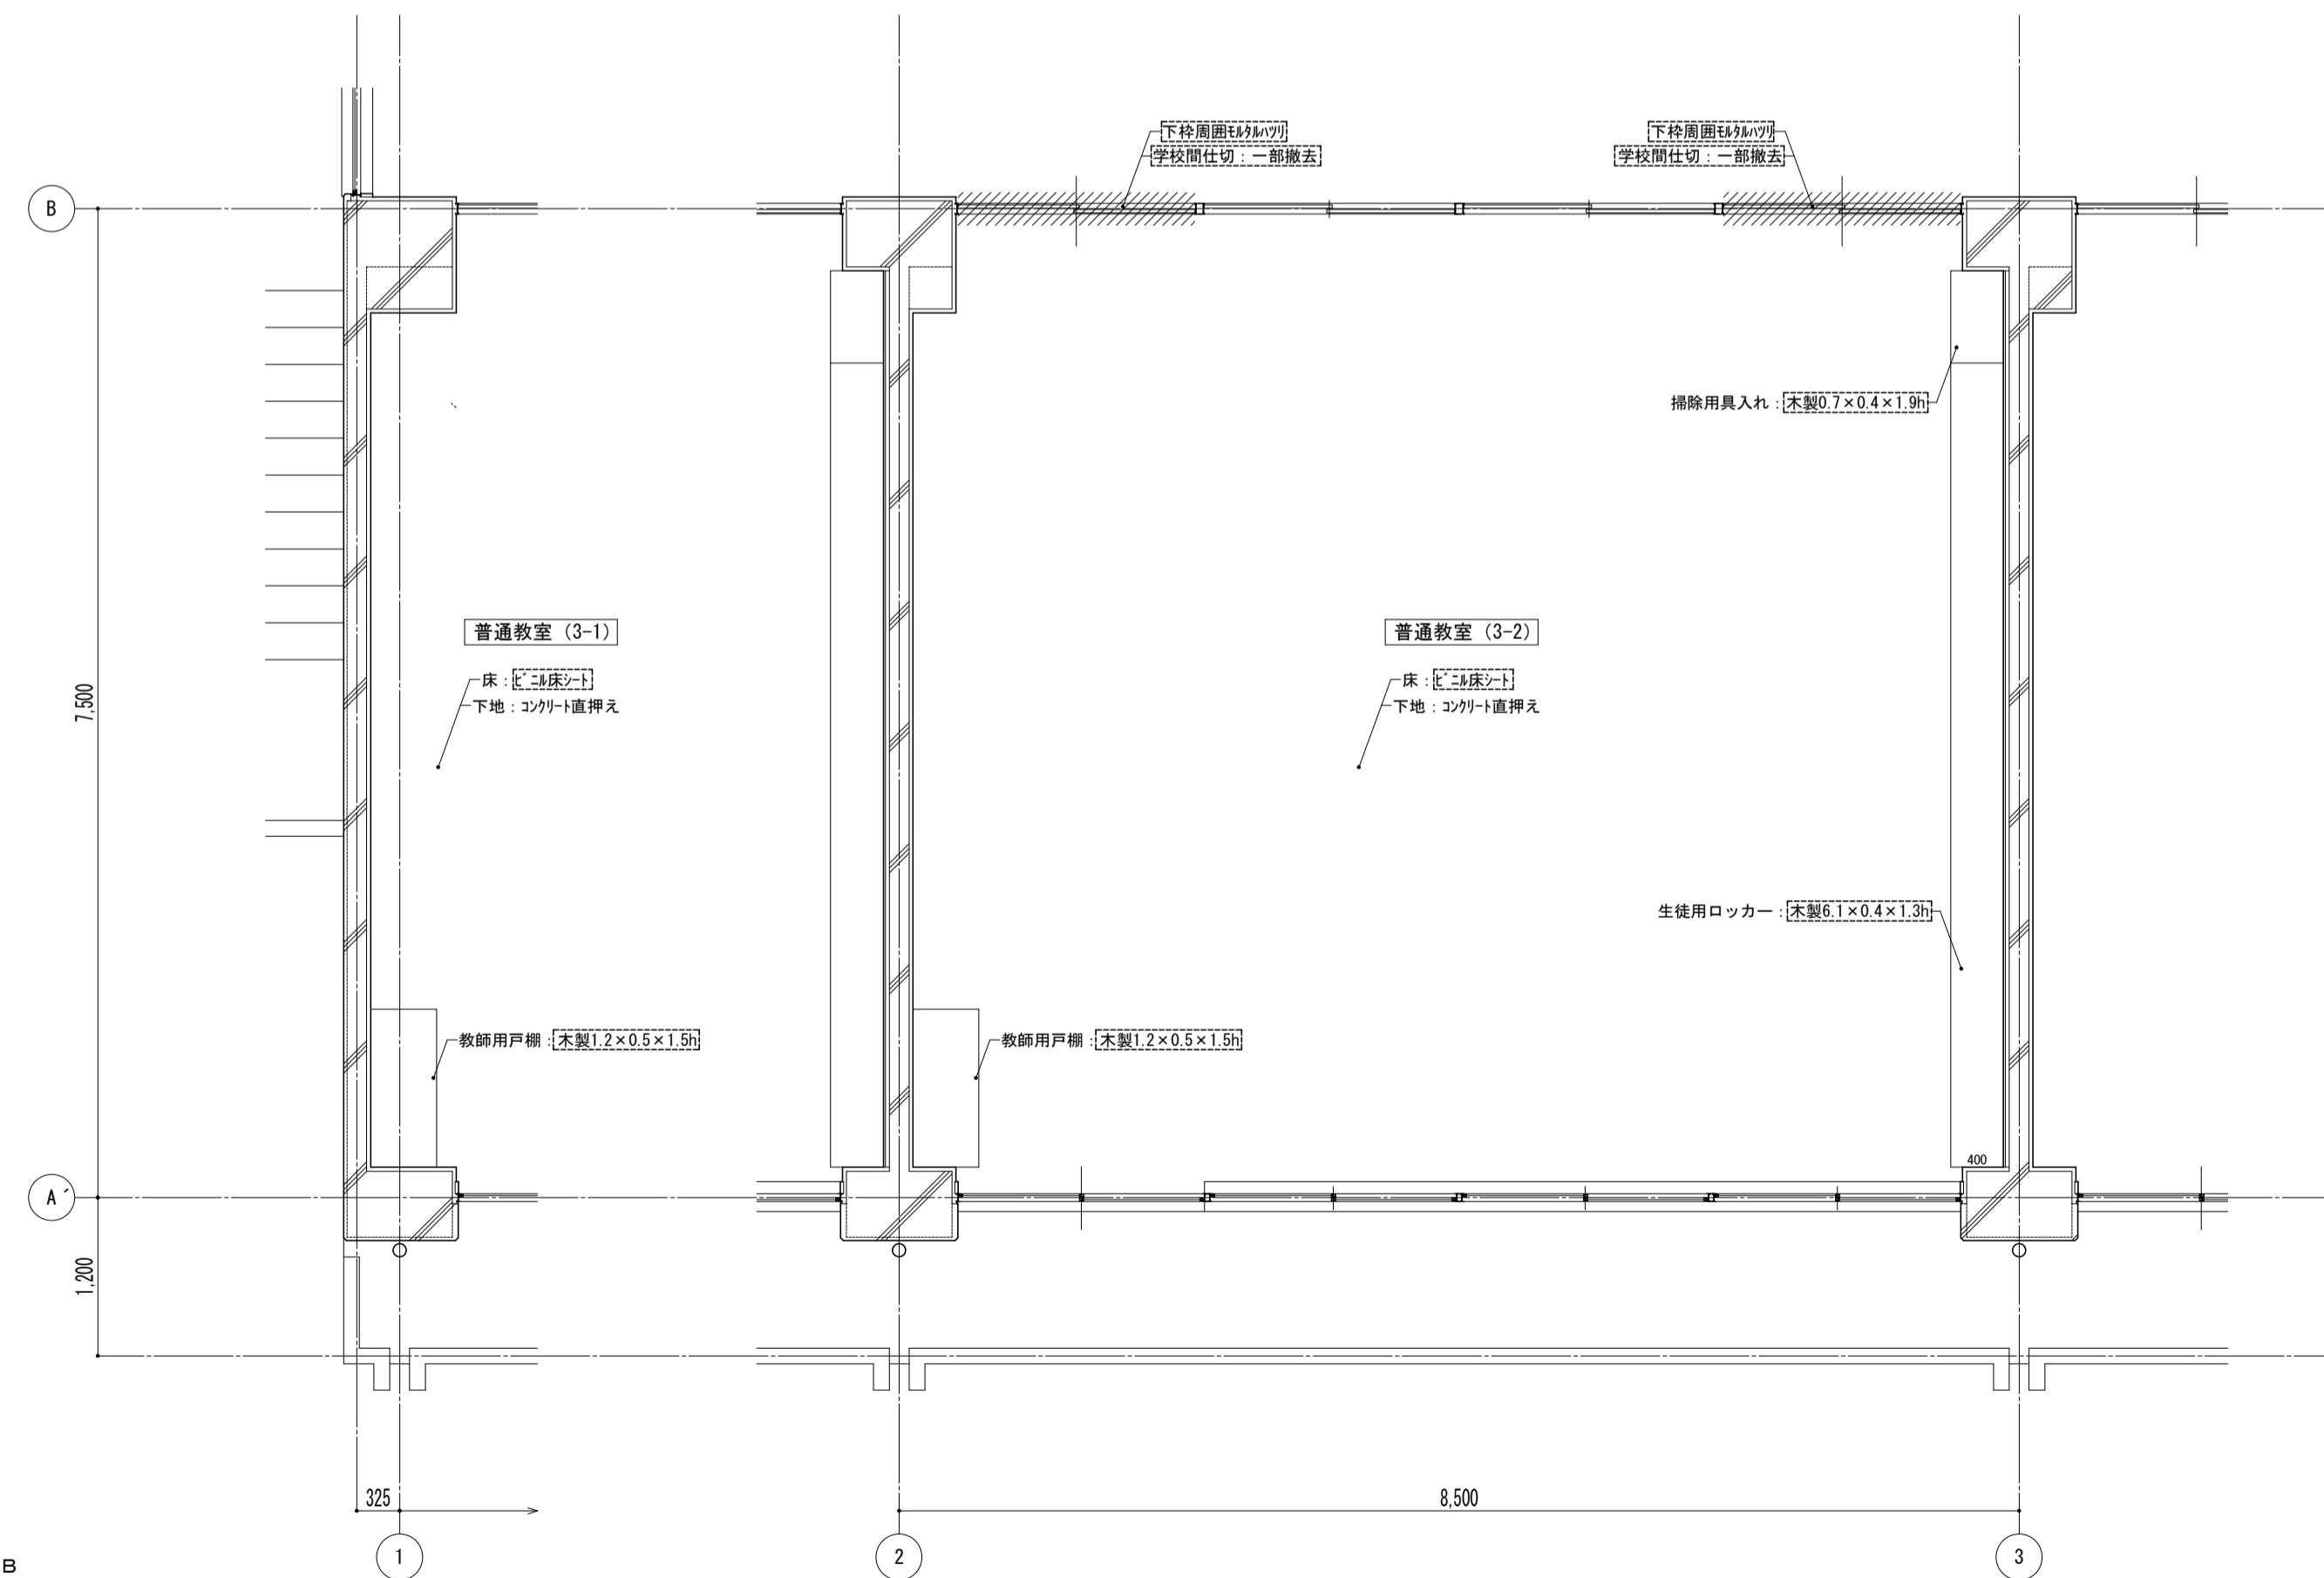 下枠周囲ﾓﾙﾀﾙﾊﾂﾘ
学校間仕切：一部撤去
下枠周囲ﾓﾙﾀﾙﾊﾂﾘ
学校間仕切：一部撤去
B
掃除用具入れ：木製0.7×0.4×1.9h
普通教室（3-1）
床：ﾋﾞﾆﾙ床ｼｰﾄ
下地：ｺﾝｸﾘｰﾄ直押え
普通教室（3-2）
床：ﾋﾞﾆﾙ床ｼｰﾄ
下地：ｺﾝｸﾘｰﾄ直押え
7,500
生徒用ロッカー：木製6.1×0.4×1.3h
教師用戸棚：木製1.2×0.5×1.5h
教師用戸棚：木製1.2×0.5×1.5h
400
A´
1,200
325
8,500
1
2
3
B